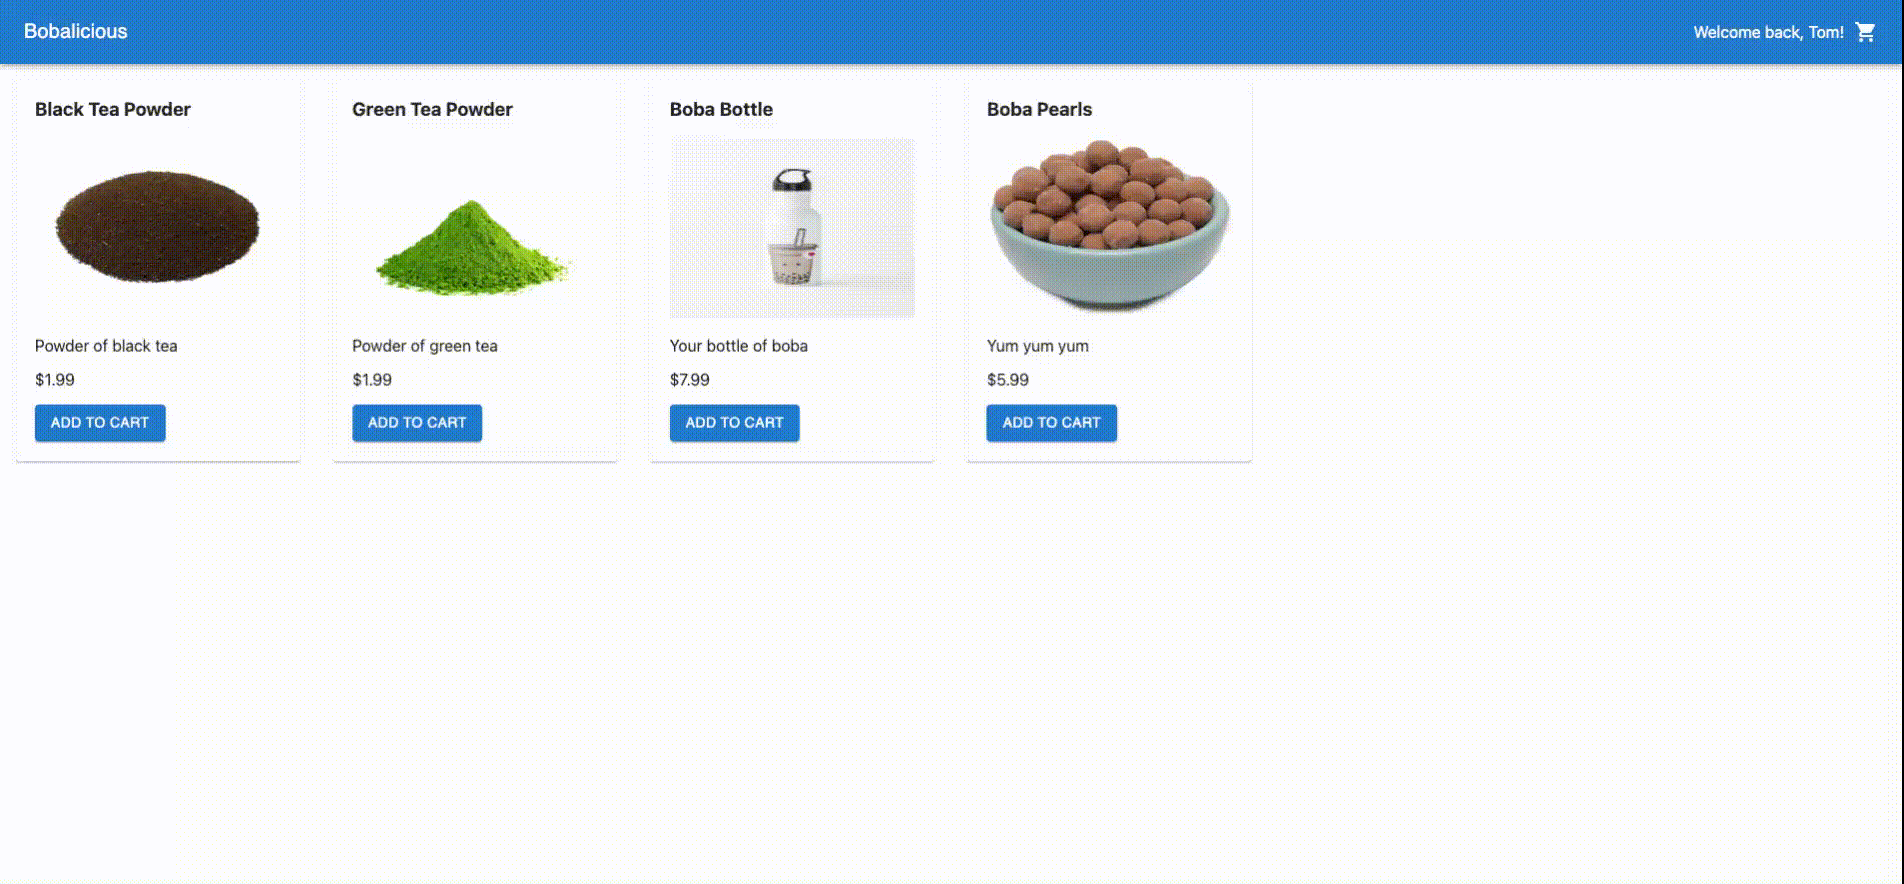 Bobalicious
Welcome back, Tom!
Black Tea Powder
Powder of black tea
$1.99
ADD TO CART
Green Tea Powder
Powder of green tea
$1.99
ADD TO CART
Boba Bottle
Your bottle of boba
$7.99
ADD TO CART
Boba Pearls
Yum yum yum
$5.99
ADD TO CART